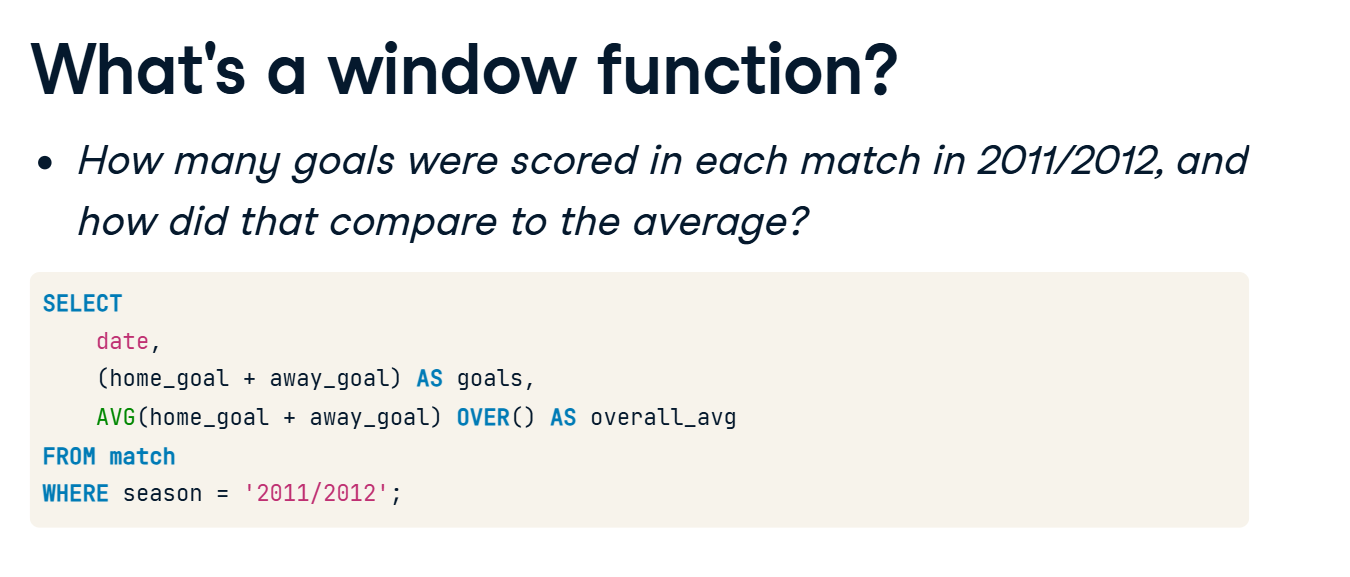 What's a window function?
• How many goals were scored in each match in 2011/2012, and
how did that compare to the average?
SELECT
    date,
    (home_goal + away_goal) AS goals,
    AVG(home_goal + away_goal) OVER() AS overall_avg
FROM match
WHERE season = '2011/2012';